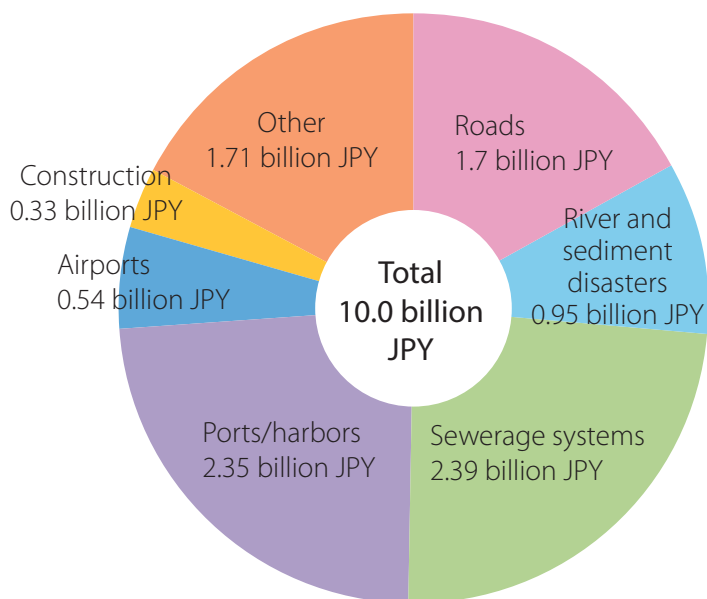 Roads
1.7 billion JPY
River and
sediment
disasters
0.95 billion JPY
Sewerage systems
2.39 billion JPY
Ports/harbors
2.35 billion JPY
Airports
0.54 billion JPY
Construction
0.33 billion JPY
Other
1.71 billion JPY
Total
10.0 billion
JPY